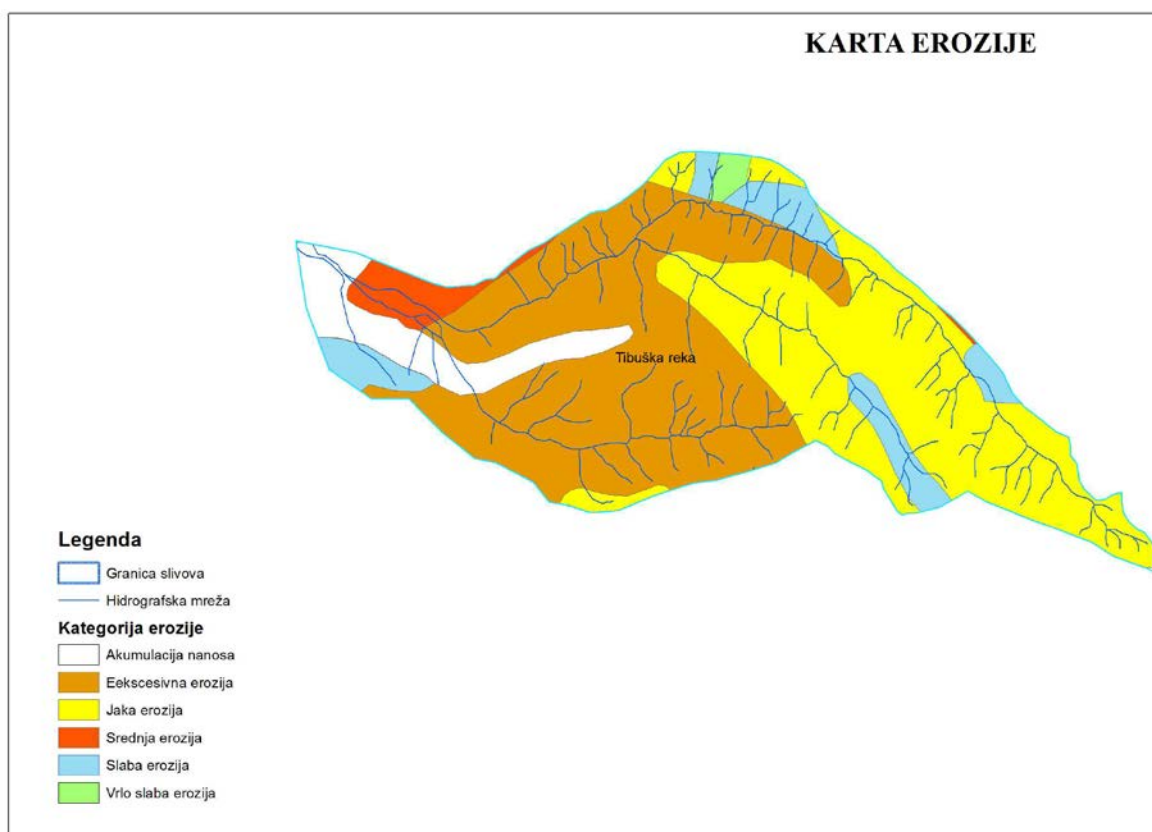 KARTA EROZIJE
Tibuška reka
Legenda
Granica slivova
Hidrografska mreža
Kategorija erozije
Akumulacija nanosa
Eekscesivna erozija
Jaka erozija
Srednja erozija
Slaba erozija
Vrlo slaba erozija